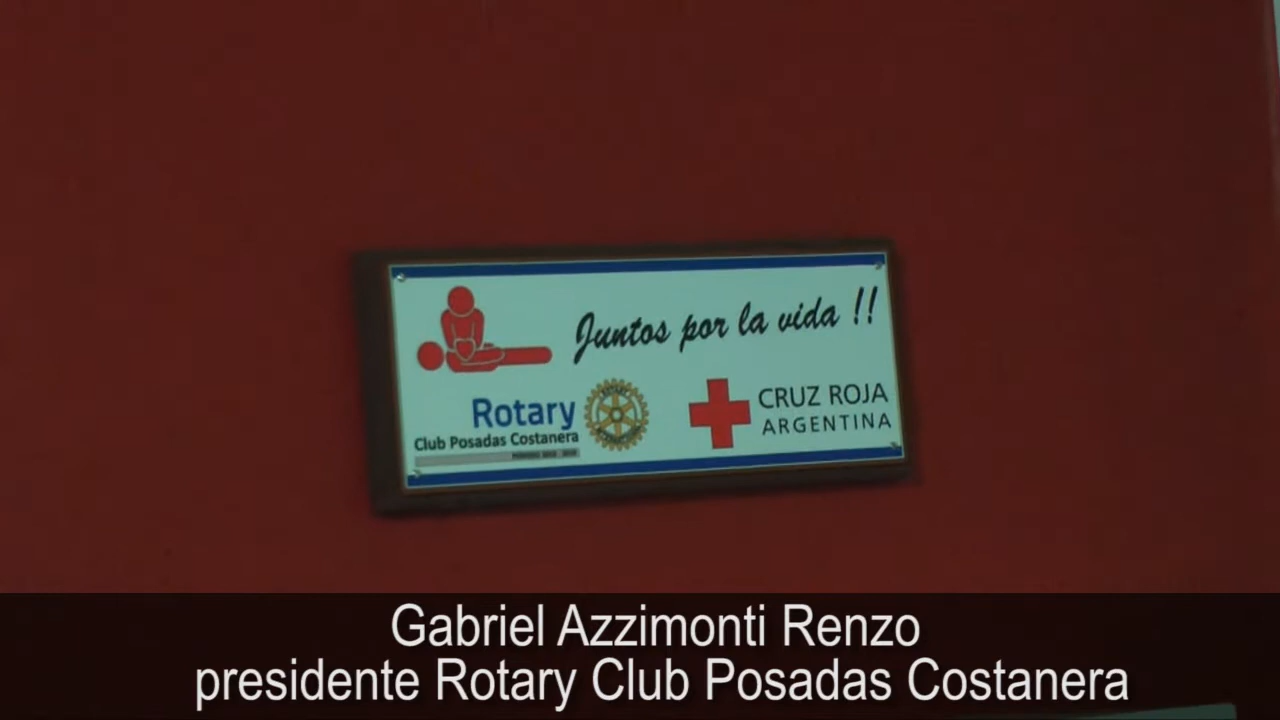 Juntos por la vida !!
Rotary
Club Posadas Costanera
CRUZ ROJA
ARGENTINA
Gabriel Azzimonti Renzo
presidente Rotary Club Posadas Costanera